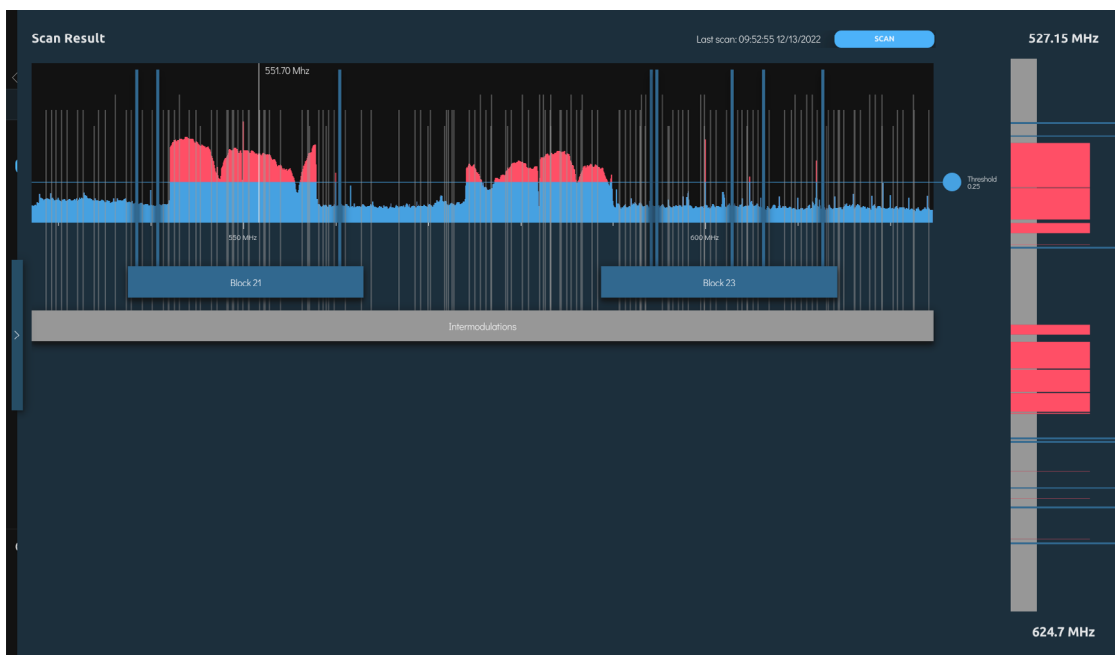 Scan Result
Last scan: 09:52:55 12/13/2022
SCAN
527.15 MHz
551.70 Mhz
Threshold
0.25
550 MHz
600 MHz
Block 21
Block 23
Intermodulations
624.7 MHz